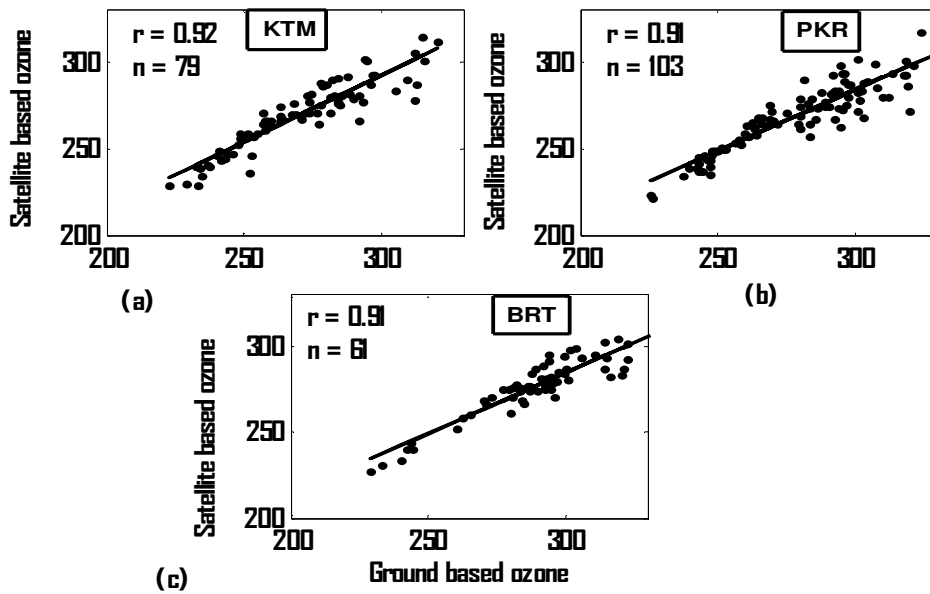 KTM
r = 0.92
n = 79
Satellite based ozone
300
250
200
200
250
300
(a)
PKR
r = 0.91
n = 103
Satellite based ozone
300
250
200
200
250
300
(b)
BRT
r = 0.91
n = 61
Satellite based ozone
300
250
200
200
250
300
Ground based ozone
(c)